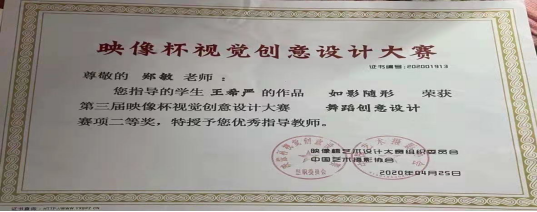 映像杯视觉创意设计大赛
证书编号:202001913
尊敬的 郑敏 老师：
您指导的学生 王希严 的作品 如影随形 荣获
第三届映像杯视觉创意设计大赛 舞蹈创意设计
赛项二等奖，特授予您优秀指导教师。
映像杯艺术设计大赛组织委员会
中国艺术摄影协会
2020年04月25日
证书查询：